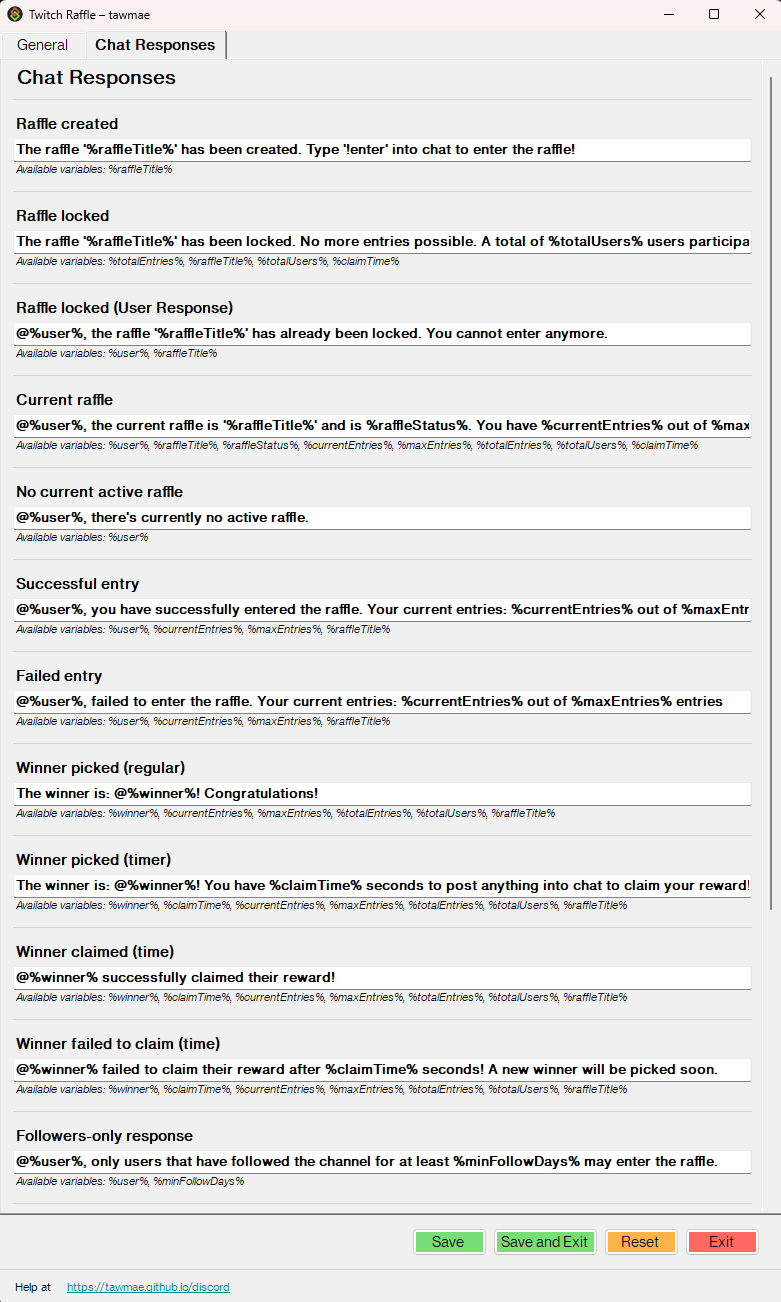 Twitch Raffle – tawmae
General
Chat Responses
Chat Responses
Raffle created
The raffle '%raffleTitle%' has been created. Type '!enter' into chat to enter the raffle!
Available variables: %raffleTitle%
Raffle locked
The raffle '%raffleTitle%' has been locked. No more entries possible. A total of %totalUsers% users participa
Available variables: %totalEntries%, %raffleTitle%, %totalUsers%, %claimTime%
Raffle locked (User Response)
@%user%, the raffle '%raffleTitle%' has already been locked. You cannot enter anymore.
Available variables: %user%, %raffleTitle%
Current raffle
@%user%, the current raffle is '%raffleTitle%' and is %raffleStatus%. You have %currentEntries% out of %max
Available variables: %user%, %raffleTitle%, %raffleStatus%, %currentEntries%, %maxEntries%, %totalEntries%, %totalUsers%, %claimTime%
No current active raffle
@%user%, there's currently no active raffle.
Available variables: %user%
Successful entry
@%user%, you have successfully entered the raffle. Your current entries: %currentEntries% out of %maxEntr
Available variables: %user%, %currentEntries%, %maxEntries%, %raffleTitle%
Failed entry
@%user%, failed to enter the raffle. Your current entries: %currentEntries% out of %maxEntries% entries
Available variables: %user%, %currentEntries%, %maxEntries%, %raffleTitle%
Winner picked (regular)
The winner is: @%winner%! Congratulations!
Available variables: %winner%, %currentEntries%, %maxEntries%, %totalEntries%, %totalUsers%, %raffleTitle%
Winner picked (timer)
The winner is: @%winner%! You have %claimTime% seconds to post anything into chat to claim your reward!
Available variables: %winner%, %claimTime%, %currentEntries%, %maxEntries%, %totalEntries%, %totalUsers%, %raffleTitle%
Winner claimed (time)
@%winner% successfully claimed their reward!
Available variables: %winner%, %claimTime%, %currentEntries%, %maxEntries%, %totalEntries%, %totalUsers%, %raffleTitle%
Winner failed to claim (time)
@%winner% failed to claim their reward after %claimTime% seconds! A new winner will be picked soon.
Available variables: %winner%, %claimTime%, %currentEntries%, %maxEntries%, %totalEntries%, %totalUsers%, %raffleTitle%
Followers-only response
@%user%, only users that have followed the channel for at least %minFollowDays% may enter the raffle.
Available variables: %user%, %minFollowDays%
Save
Save and Exit
Reset
Exit
Help at https://tawmae.github.io/discord